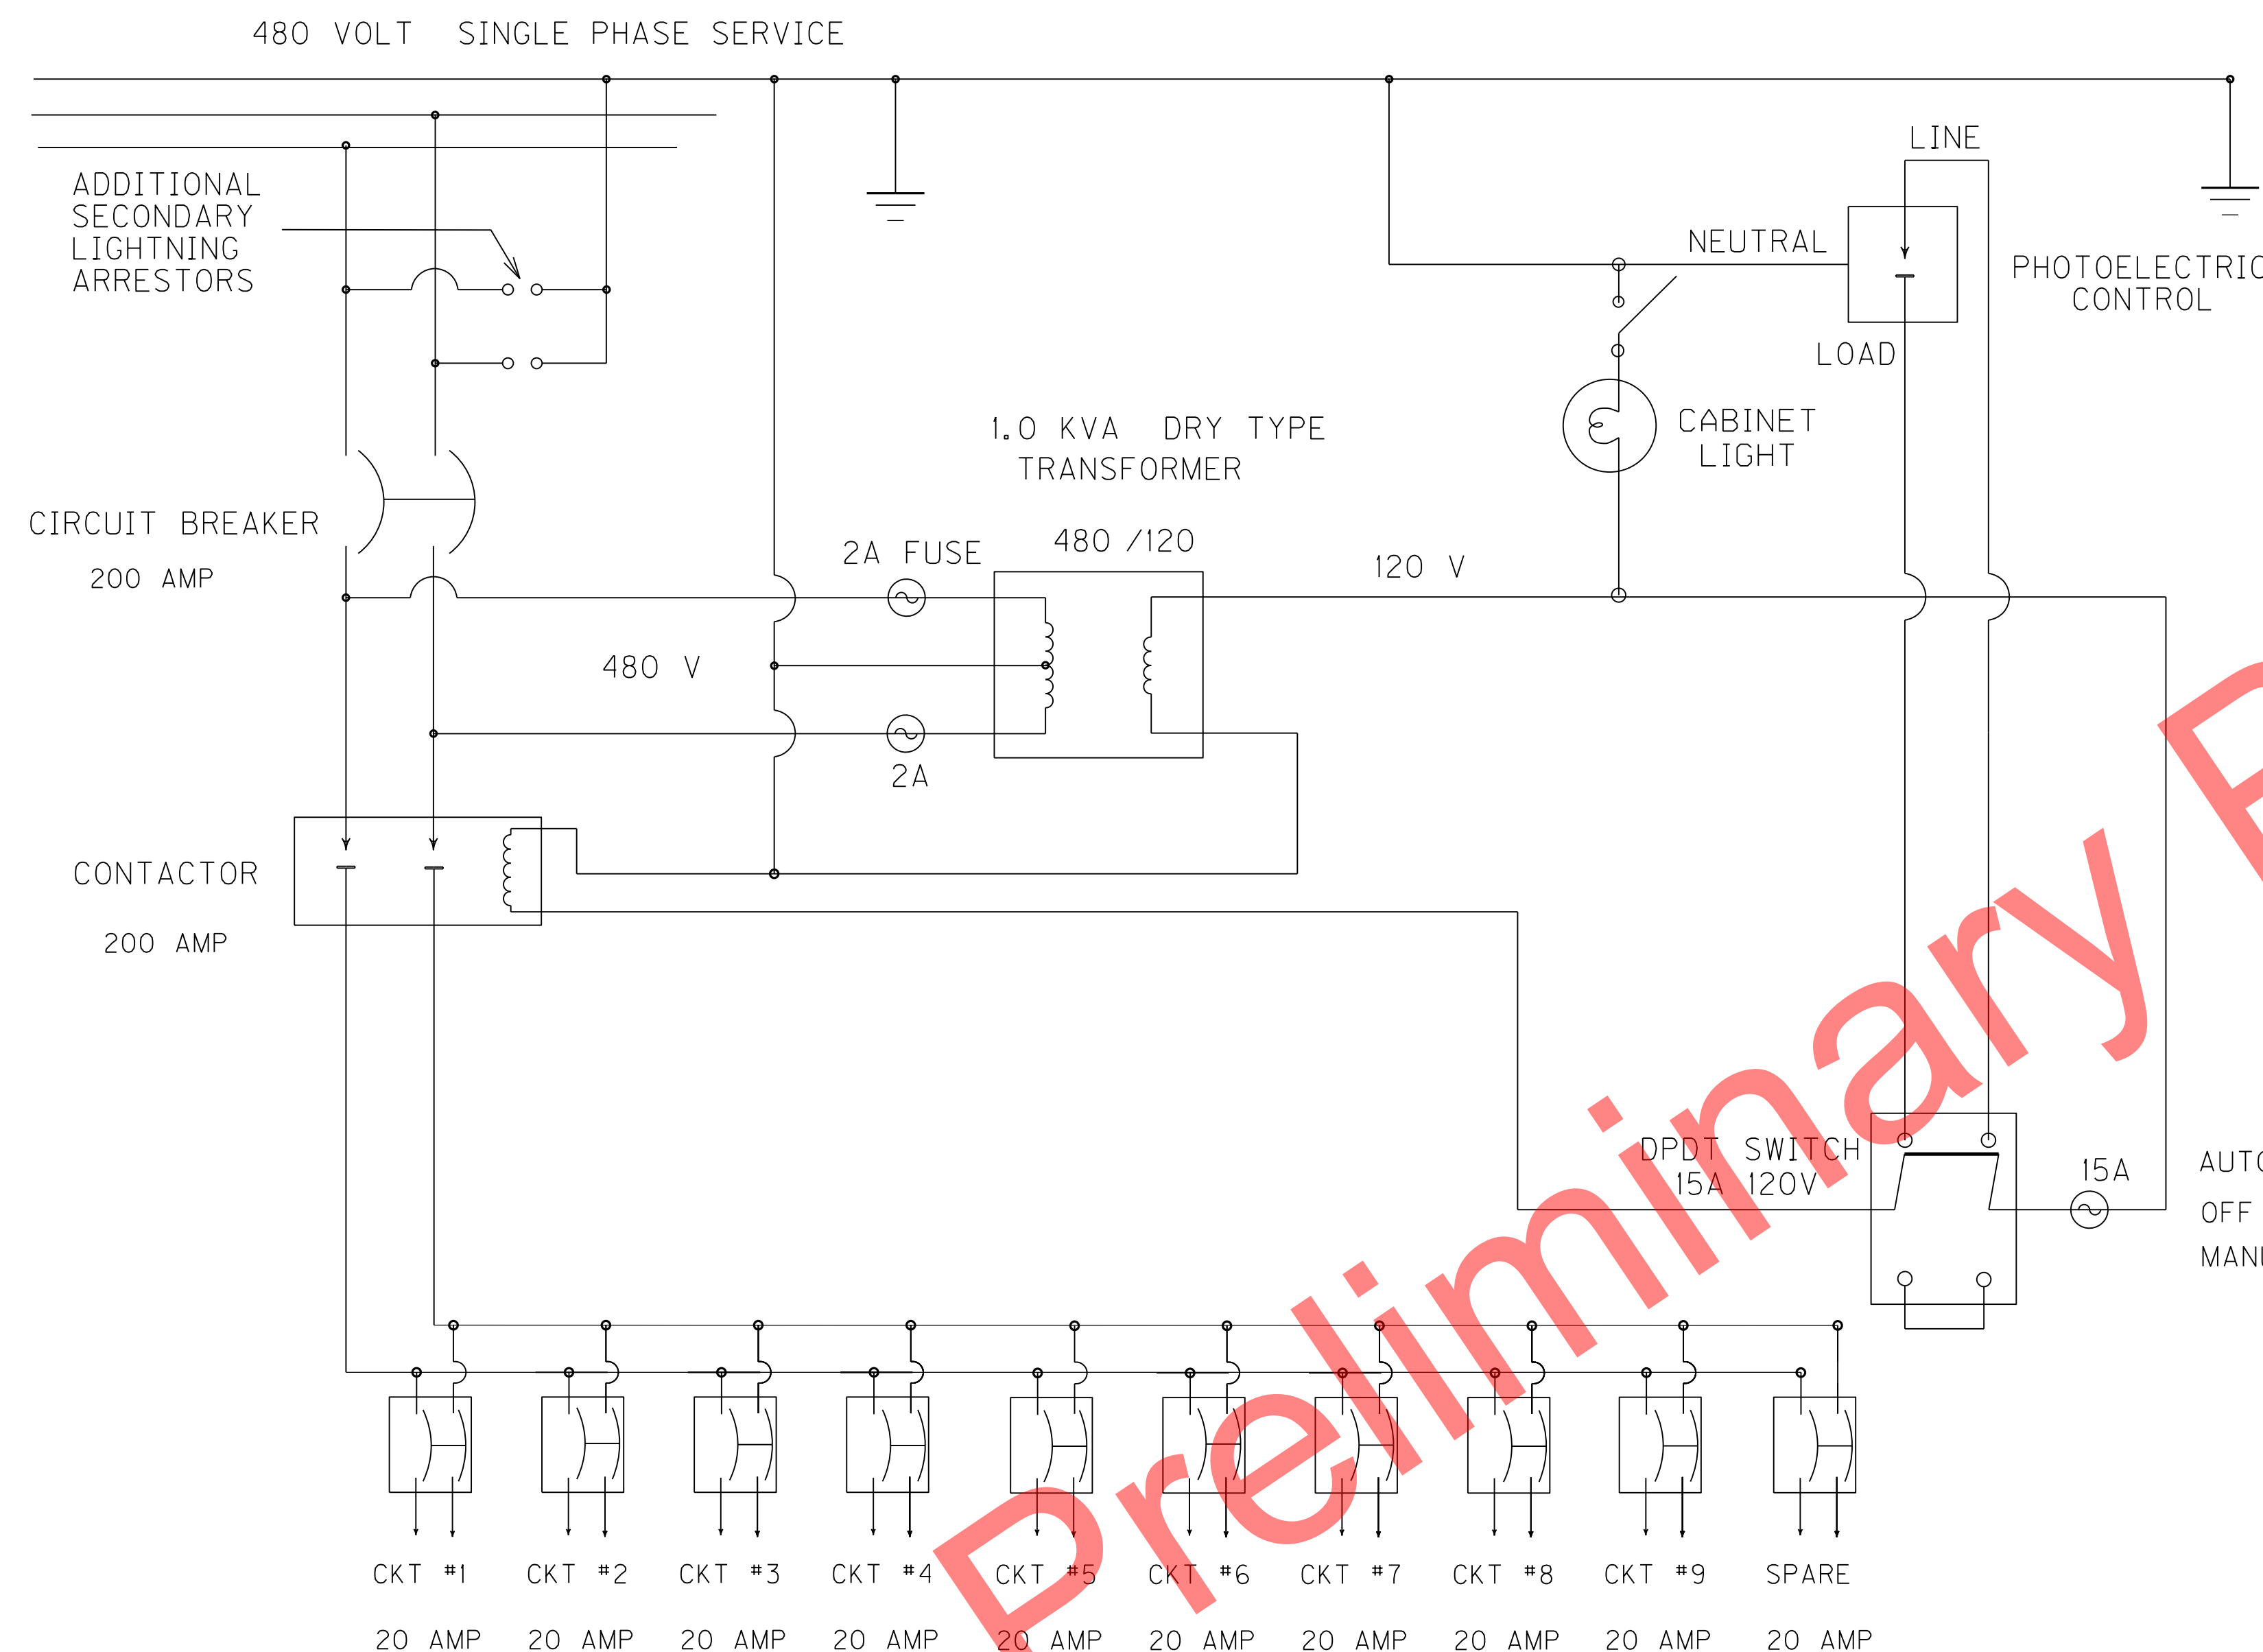 480 VOLT SINGLE PHASE SERVICE
ADDITIONAL
SECONDARY
LIGHTNING
ARRESTORS
LINE
NEUTRAL
PHOTOELECTRIC
CONTROL
LOAD
CABINET
LIGHT
1.0 KVA DRY TYPE
TRANSFORMER
480 /120
CIRCUIT BREAKER
200 AMP
2A FUSE
120 V
480 V
2A
CONTACTOR
200 AMP
DPDT SWITCH
15A 120V
15A
OFF
CKT #1
CKT #2
CKT #3
CKT #4
CKT #5
CKT #6
CKT #7
CKT #8
CKT #9
SPARE
20 AMP
20 AMP
20 AMP
20 AMP
20 AMP
20 AMP
20 AMP
20 AMP
20 AMP
20 AMP
Preliminary